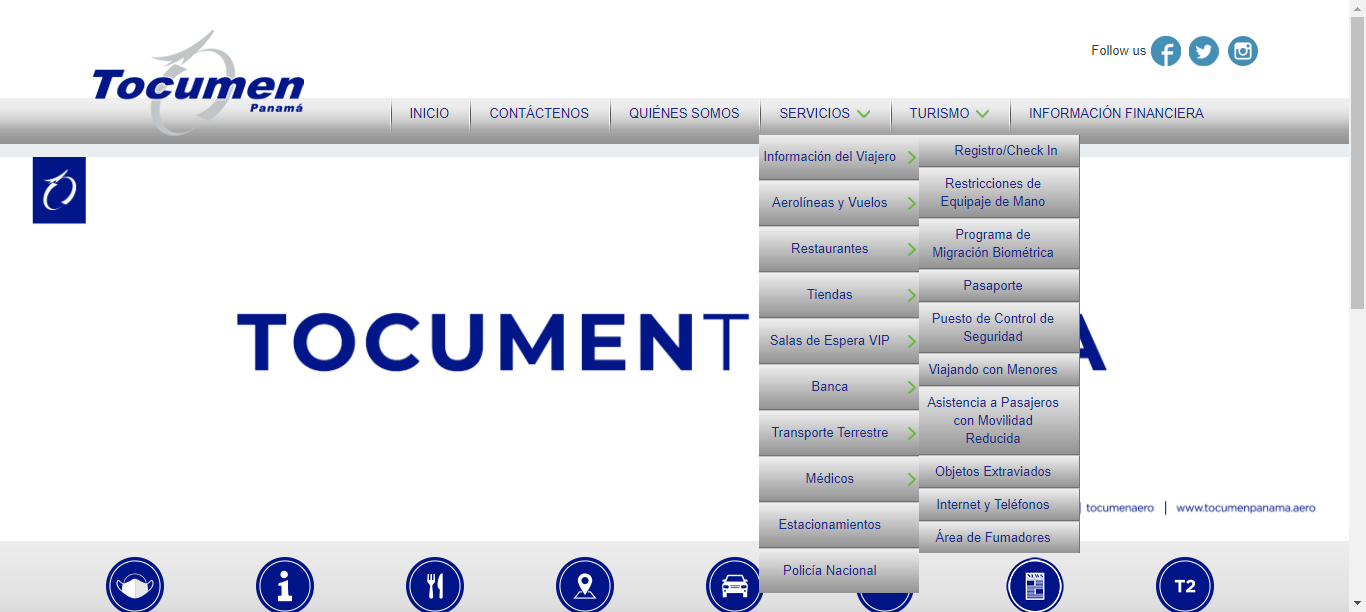 Follow us
Tocumen
Panamá
INICIO
CONTÁCTENOS
QUIÉNES SOMOS
SERVICIOS
TURISMO
INFORMACIÓN FINANCIERA
Información del Viajero
Aerolíneas y Vuelos
Restaurantes
Tiendas
Salas de Espera VIP
Banca
Transporte Terrestre
Médicos
Estacionamientos
Policía Nacional
Registro/Check In
Restricciones de
Equipaje de Mano
Programa de
Migración Biométrica
Pasaporte
Puesto de Control de
Seguridad
Viajando con Menores
Asistencia a Pasajeros
con Movilidad
Reducida
Objetos Extraviados
Internet y Teléfonos
Área de Fumadores
TOCUMENT A
tocumenaero | www.tocumenpanama.aero
NEWS
T2